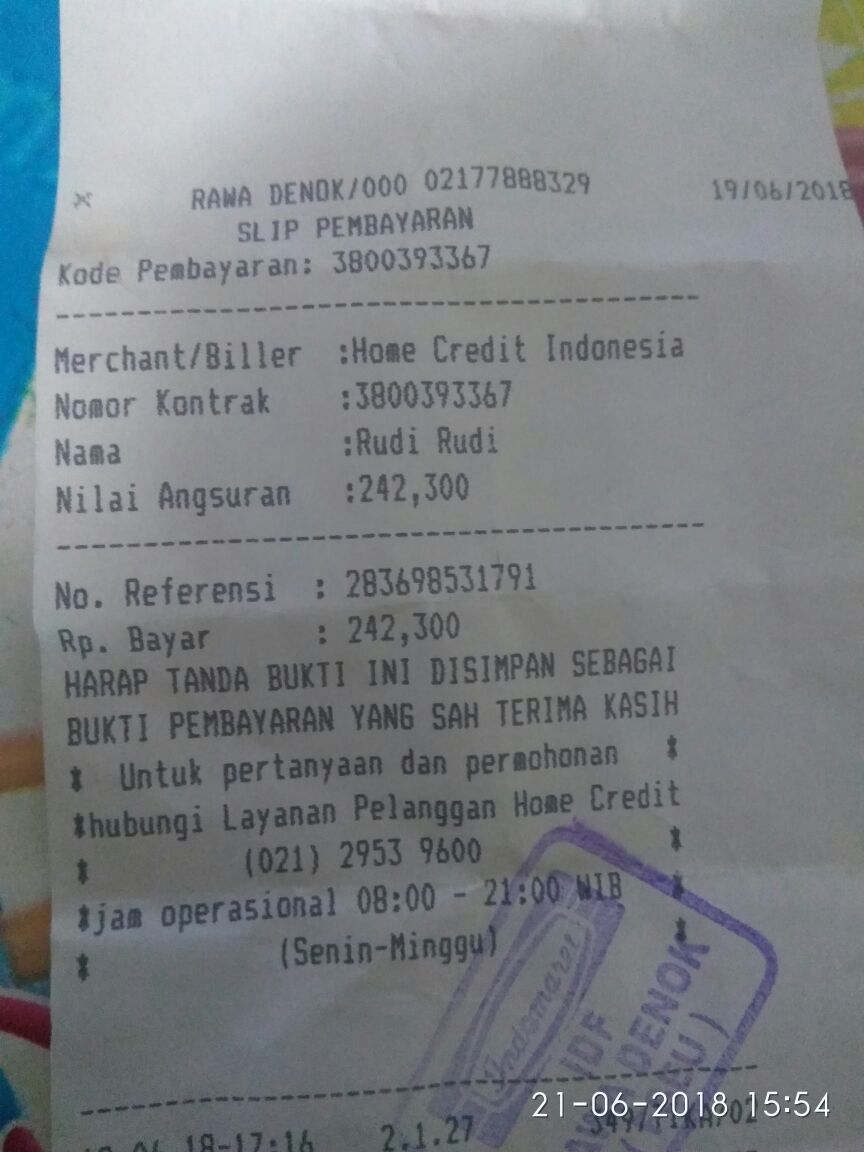 RAWA DENOK/000 02177888329 19/06/2018
SLIP PEMBAYARAN
Kode Pembayaran: 3800393367
Merchant/Biller :Home Credit Indonesia
Nomor Kontrak :3800393367
Nama :Rudi Rudi
Nilai Angsuran :242,300
No. Referensi : 283698531791
Rp. Bayar : 242,300
HARAP TANDA BUKTI INI DISIMPAN SEBAGAI
BUKTI PEMBAYARAN YANG SAH TERIMA KASIH
* Untuk pertanyaan dan permohonan *
*hubungi Layanan Pelanggan Home Credit
* (021) 2953 9600 *
*jam operasional 08:00 - 21:00 WIB *
* (Senin-Minggu) *
Indomaret
IDF
DENOK
21-06-2018 15:54
18-17:16 2.1.27